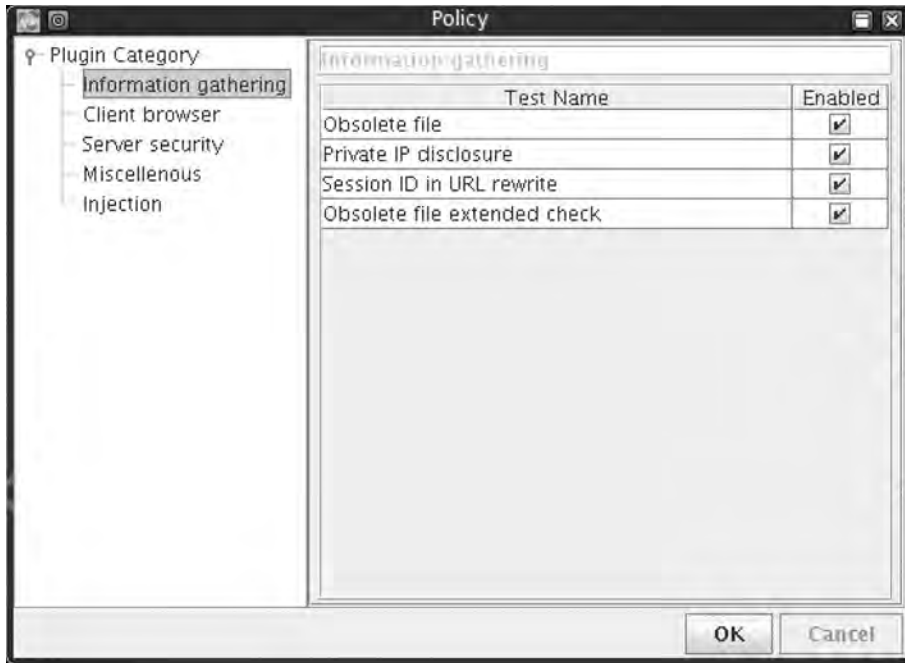 Policy
Plugin Category
Information gathering
Client browser
Server security
Miscellenous
Injection
Information gathering
Test Name Enabled
Obsolete file
Private IP disclosure
Session ID in URL rewrite
Obsolete file extended check
OK Cancel